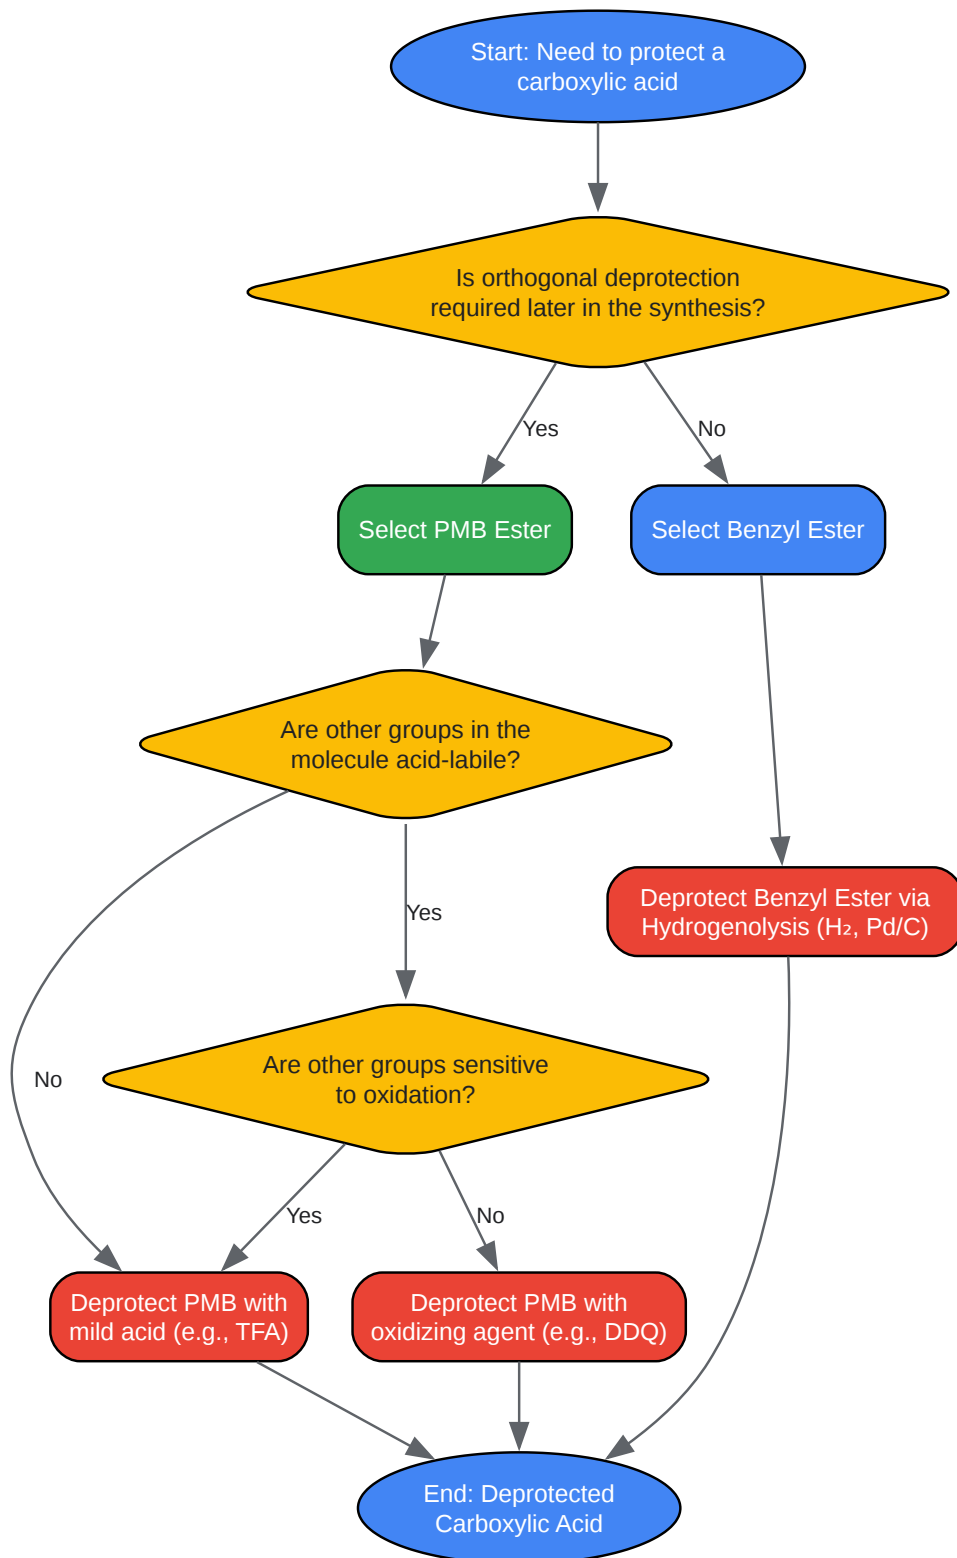 Start: Need to protect a
carboxylic acid
Is orthogonal deprotection
required later in the synthesis?
Yes
No
Select PMB Ester
Select Benzyl Ester
Are other groups in the
molecule acid-labile?
Yes
Deprotect Benzyl Ester via
Hydrogenolysis (H₂, Pd/C)
Are other groups sensitive
to oxidation?
No
Yes
No
Deprotect PMB with
mild acid (e.g., TFA)
Deprotect PMB with
oxidizing agent (e.g., DDQ)
End: Deprotected
Carboxylic Acid